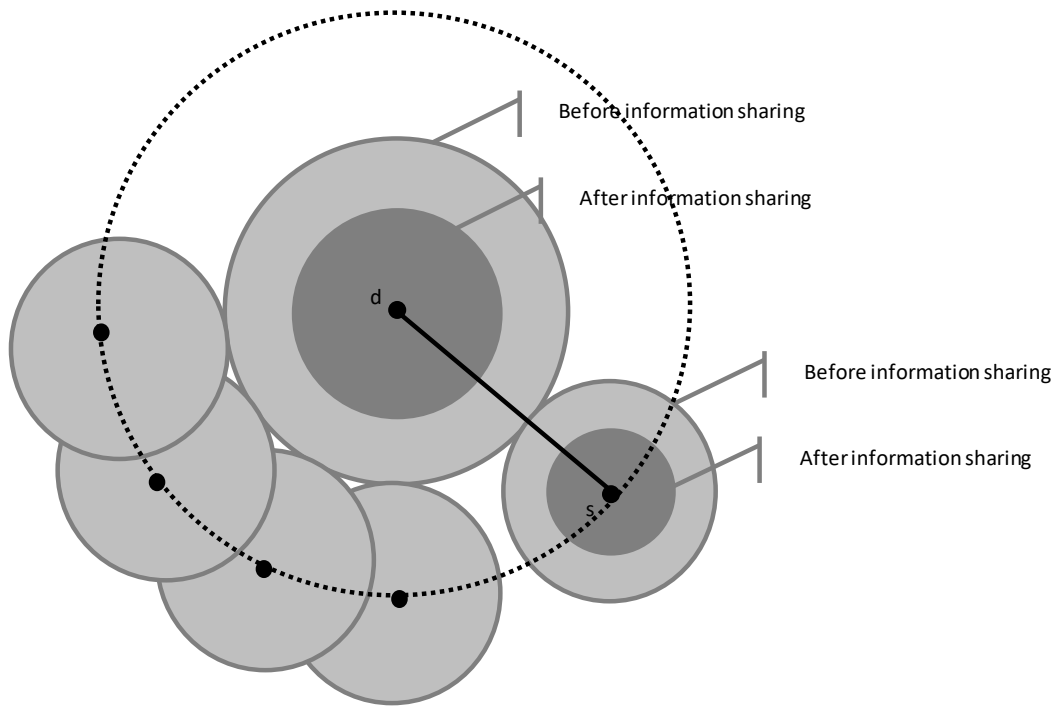 Before information sharing
After information sharing
d
Before information sharing
After information sharing
s